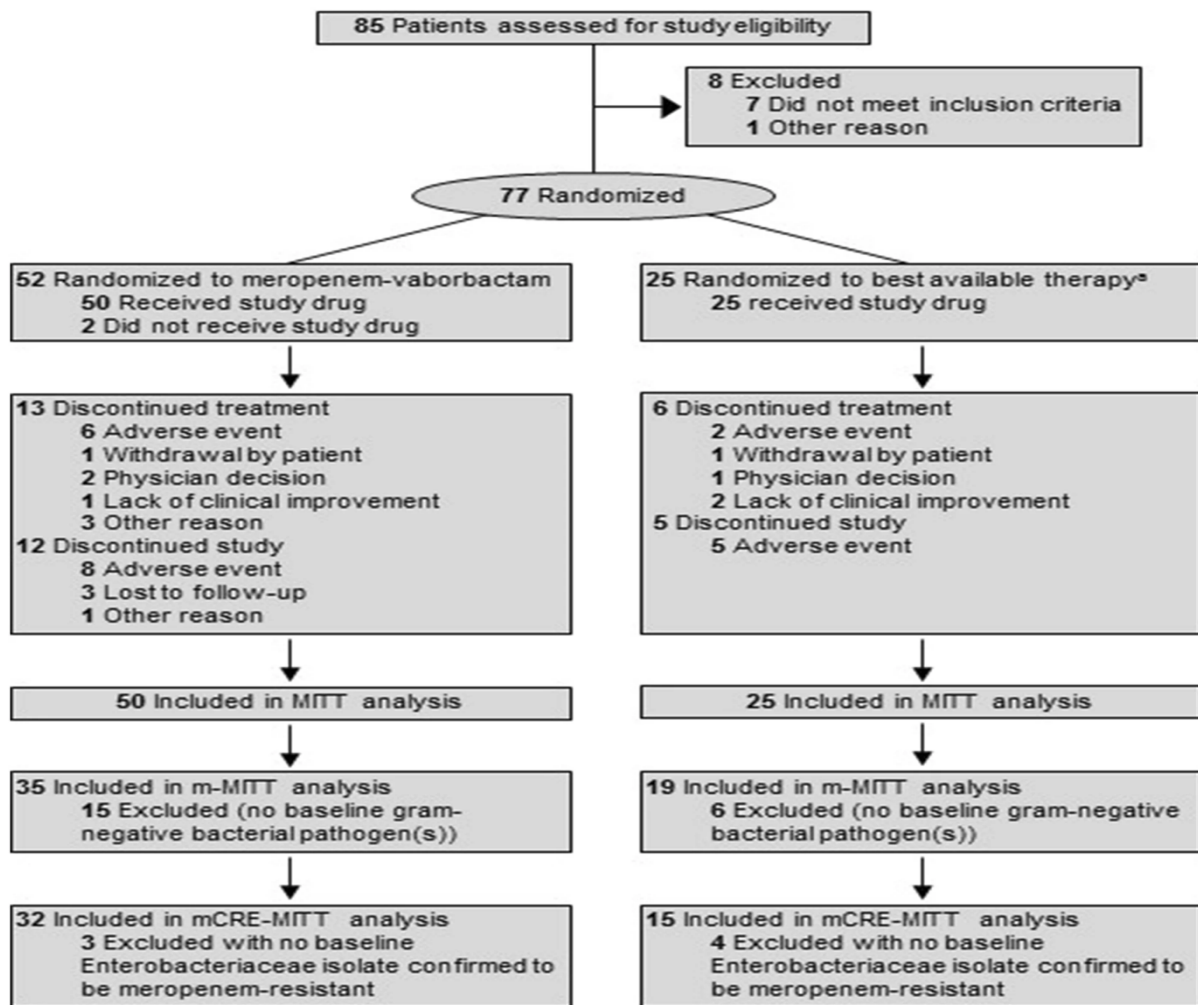 85 Patients assessed for study eligibility
8 Excluded
7 Did not meet inclusion criteria
1 Other reason
77 Randomized
52 Randomized to meropenem-vaborbactam
50 Received study drug
2 Did not receive study drug
25 Randomized to best available therapyᵃ
25 received study drug
13 Discontinued treatment
6 Adverse event
1 Withdrawal by patient
2 Physician decision
1 Lack of clinical improvement
3 Other reason
12 Discontinued study
8 Adverse event
3 Lost to follow-up
1 Other reason
6 Discontinued treatment
2 Adverse event
1 Withdrawal by patient
1 Physician decision
2 Lack of clinical improvement
5 Discontinued study
5 Adverse event
50 Included in MITT analysis
25 Included in MITT analysis
35 Included in m-MITT analysis
15 Excluded (no baseline gram-
negative bacterial pathogen(s))
19 Included in m-MITT analysis
6 Excluded (no baseline gram-negative
bacterial pathogen(s))
32 Included in mCRE-MITT analysis
3 Excluded with no baseline
Enterobacteriaceae isolate confirmed to
be meropenem-resistant
15 Included in mCRE-MITT analysis
4 Excluded with no baseline
Enterobacteriaceae isolate confirmed to
be meropenem-resistant